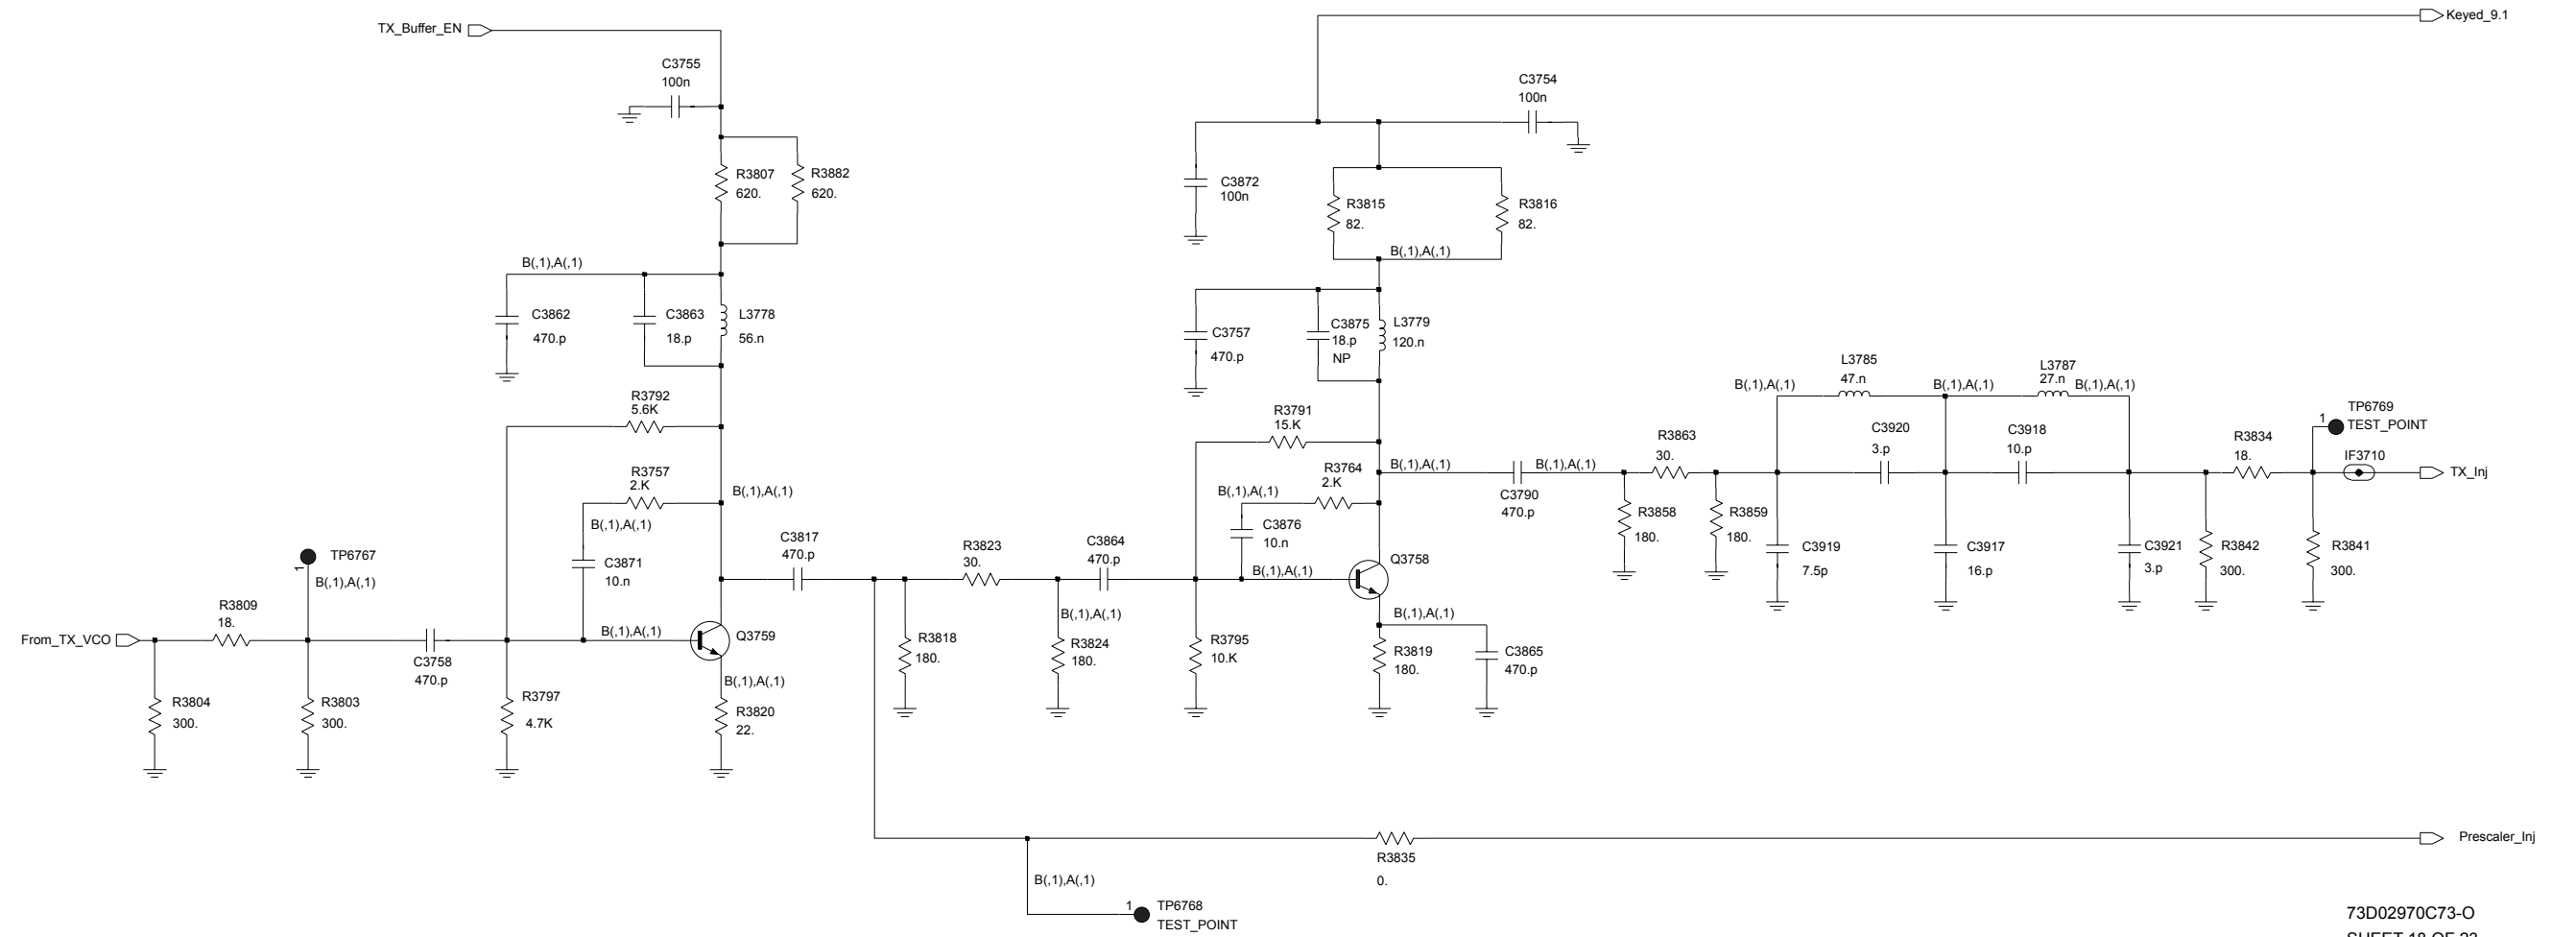 Keyed_9.1
TX_Buffer_EN
C3755
100n
C3754
100n
R3807
620.
R3882
620.
C3872
100n
R3815
82.
R3816
82.
B(,1),A(,1)
B(,1),A(,1)
C3862
470.p
C3863
18.p
L3778
56.n
C3757
470.p
C3875
18.p
NP
L3779
120.n
L3785
47.n
L3787
27.n
B(,1),A(,1)
B(,1),A(,1)
B(,1),A(,1)
R3792
5.6K
R3791
15.K
TP6769
1
TEST_POINT
R3757
2.K
R3764
2.K
B(,1),A(,1)
B(,1),A(,1)
C3790
470.p
R3863
30.
C3920
3.p
C3918
10.p
R3834
18.
IF3710
TX_Inj
B(,1),A(,1)
B(,1),A(,1)
B(,1),A(,1)
C3871
10.n
C3876
10.n
R3858
180.
R3859
180.
C3919
7.5p
C3917
16.p
C3921
3.p
R3842
300.
R3841
300.
TP6767
1
B(,1),A(,1)
C3817
470.p
R3823
30.
C3864
470.p
B(,1),A(,1)
Q3758
R3809
18.
From_TX_VCO
C3758
470.p
B(,1),A(,1)
Q3759
R3818
180.
B(,1),A(,1)
R3824
180.
R3795
10.K
B(,1),A(,1)
R3819
180.
C3865
470.p
R3804
300.
R3803
300.
R3797
4.7K
B(,1),A(,1)
R3820
22.
R3835
0.
Prescaler_Inj
B(,1),A(,1)
1
TP6768
TEST_POINT
73D02970C73-O
SHEET 18 OF 23